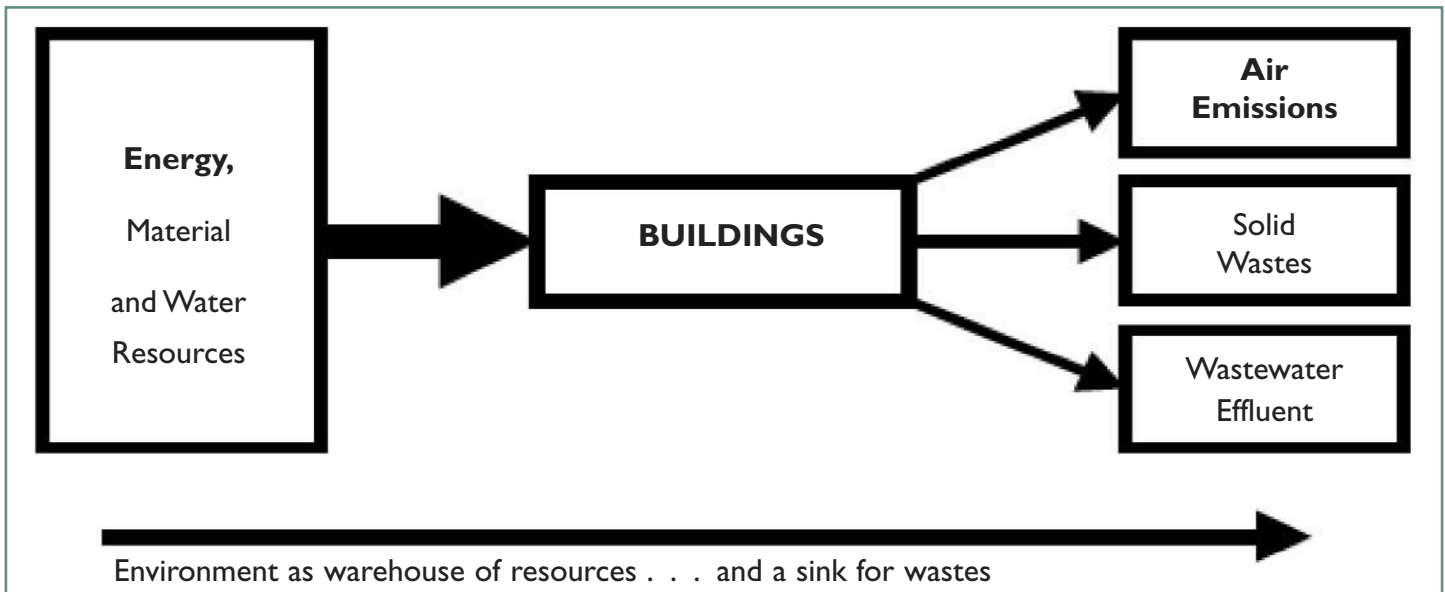 Energy,
Material
and Water
Resources
BUILDINGS
Air
Emissions
Solid
Wastes
Wastewater
Effluent
Environment as warehouse of resources . . . and a sink for wastes